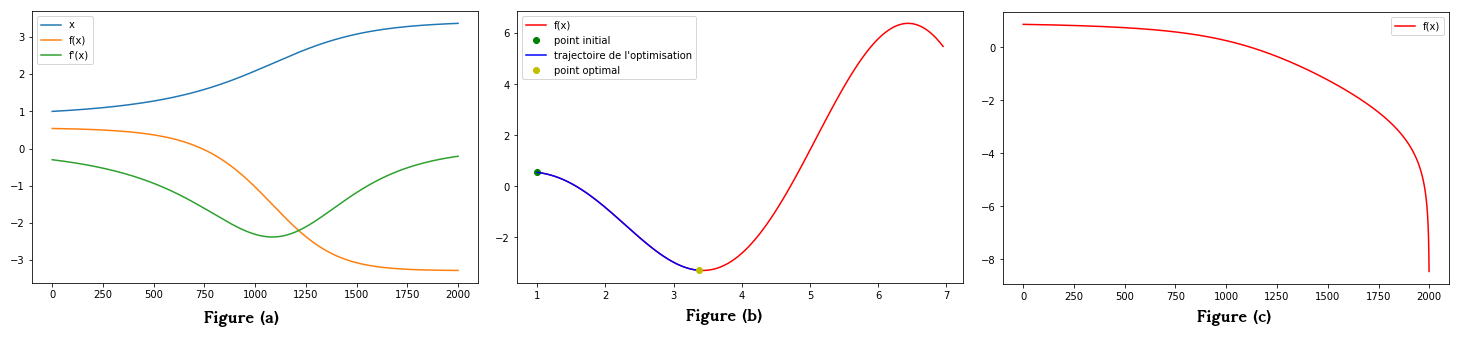 x
f(x)
f'(x)
3
2
1
0
−1
−2
−3
0 250 500 750 1000 1250 1500 1750 2000
Figure (a)
f(x)
point initial
trajectoire de l'optimisation
point optimal
6
4
2
0
−2
1 2 3 4 5 6 7
Figure (b)
f(x)
0
−2
−4
−6
−8
0 250 500 750 1000 1250 1500 1750 2000
Figure (c)